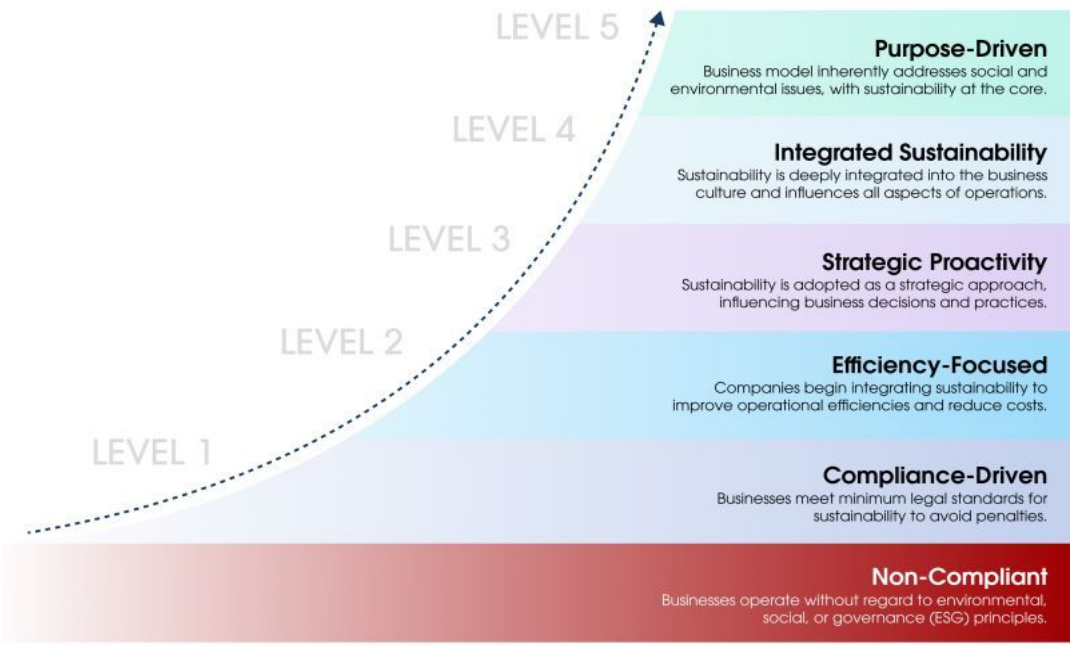 LEVEL 5
Purpose-Driven
Business model inherently addresses social and
environmental issues, with sustainability at the core.
LEVEL 4
Integrated Sustainability
Sustainability is deeply integrated into the business
culture and influences all aspects of operations.
LEVEL 3
Strategic Proactivity
Sustainability is adopted as a strategic approach,
influencing business decisions and practices.
LEVEL 2
Efficiency-Focused
Companies begin integrating sustainability to
improve operational efficiencies and reduce costs.
LEVEL 1
Compliance-Driven
Businesses meet minimum legal standards for
sustainability to avoid penalties.
Non-Compliant
Businesses operate without regard to environmental,
social, or governance (ESG) principles.